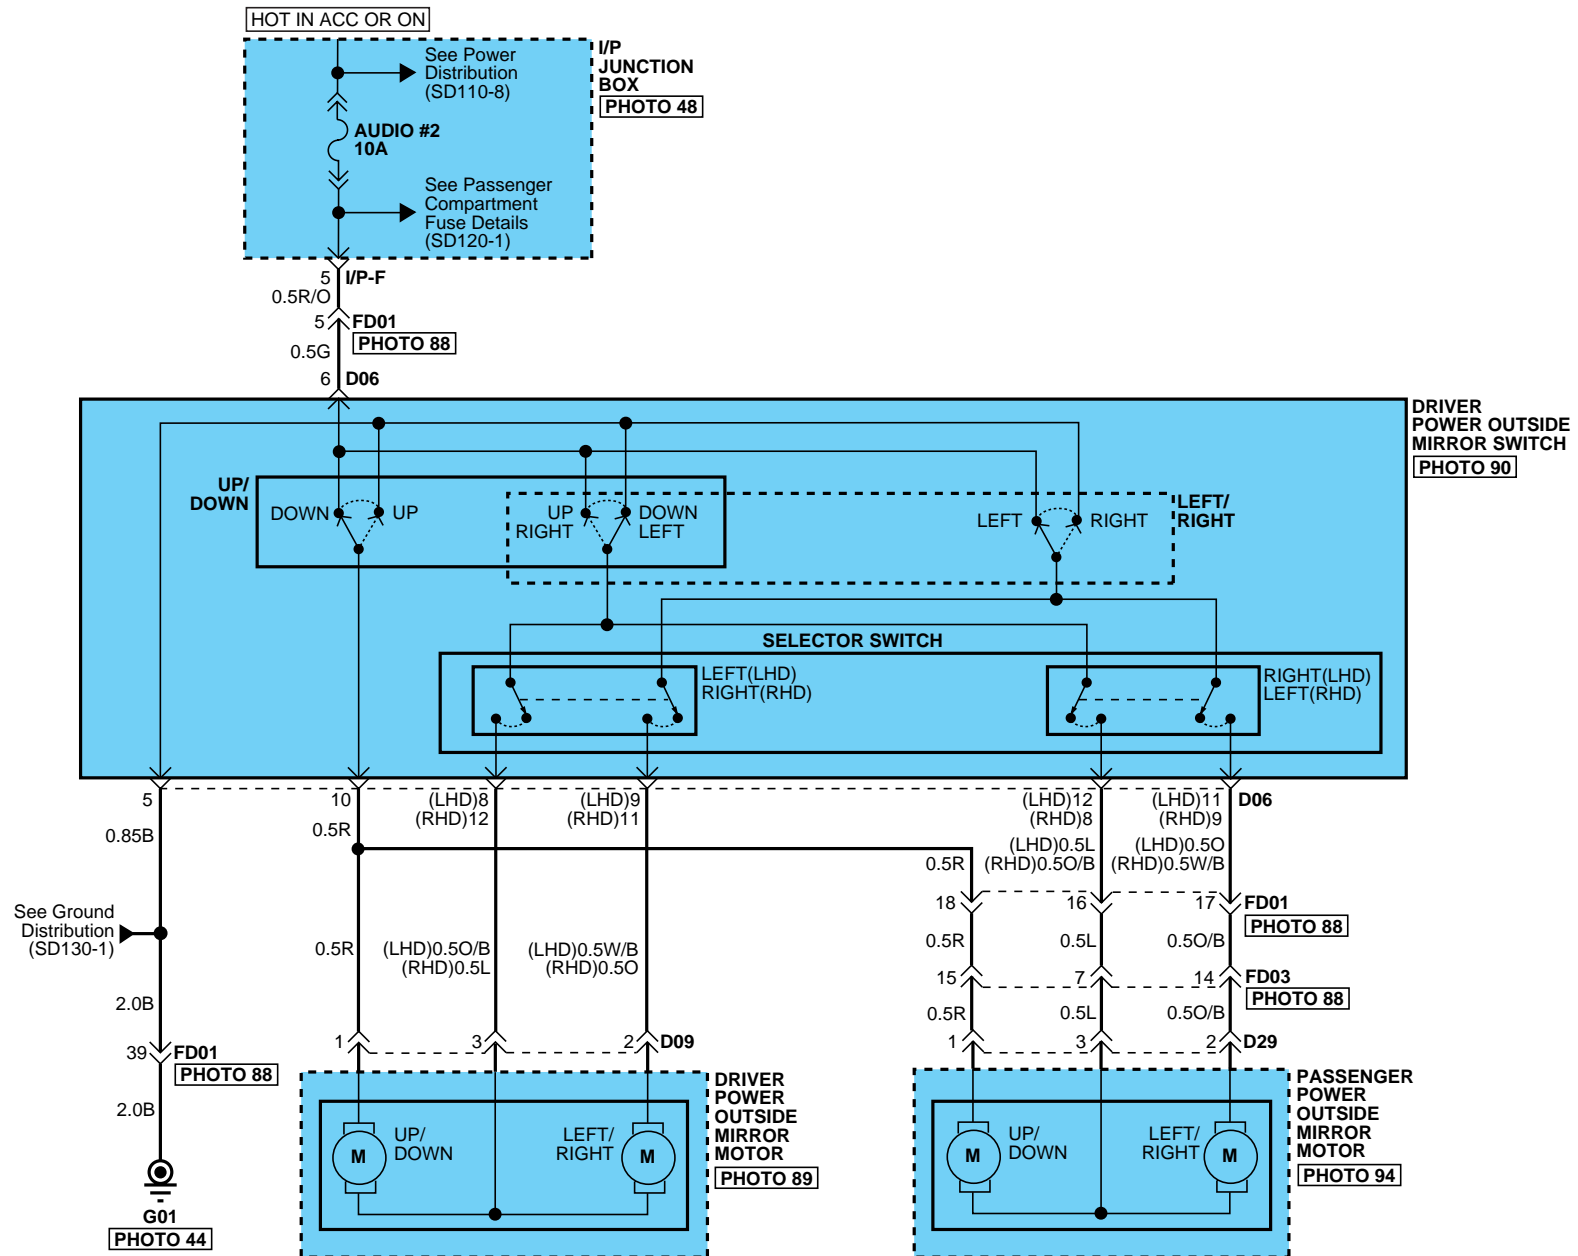 HOT IN ACC OR ON
See Power
Distribution
(SD110-8)
I/P
JUNCTION
BOX
PHOTO 48
AUDIO #2
10A
See Passenger
Compartment
Fuse Details
(SD120-1)
5 I/P-F
0.5R/O
5 FD01
PHOTO 88
0.5G
6 D06
DRIVER
POWER OUTSIDE
MIRROR SWITCH
PHOTO 90
UP/
DOWN
DOWN UP
UP
RIGHT
DOWN
LEFT
LEFT RIGHT
LEFT/
RIGHT
SELECTOR SWITCH
LEFT(LHD)
RIGHT(RHD)
RIGHT(LHD)
LEFT(RHD)
5
10
(LHD)8
(RHD)12
(LHD)9
(RHD)11
(LHD)12
(RHD)8
(LHD)11
(RHD)9
D06
0.85B
0.5R
0.5R
(LHD)0.5L
(RHD)0.5O/B
(LHD)0.5O
(RHD)0.5W/B
18 16 17 FD01
PHOTO 88
See Ground
Distribution
(SD130-1)
0.5R
(LHD)0.5O/B
(RHD)0.5L
(LHD)0.5W/B
(RHD)0.5O
0.5R 0.5L 0.5O/B
15 7 14 FD03
PHOTO 88
2.0B
0.5R 0.5L 0.5O/B
39 FD01
PHOTO 88
1 3 2 D09
1 3 2 D29
2.0B
DRIVER
POWER
OUTSIDE
MIRROR
MOTOR
PHOTO 89
M
UP/
DOWN
LEFT/
RIGHT
M
PASSENGER
POWER
OUTSIDE
MIRROR
MOTOR
PHOTO 94
M
UP/
DOWN
LEFT/
RIGHT
M
G01
PHOTO 44